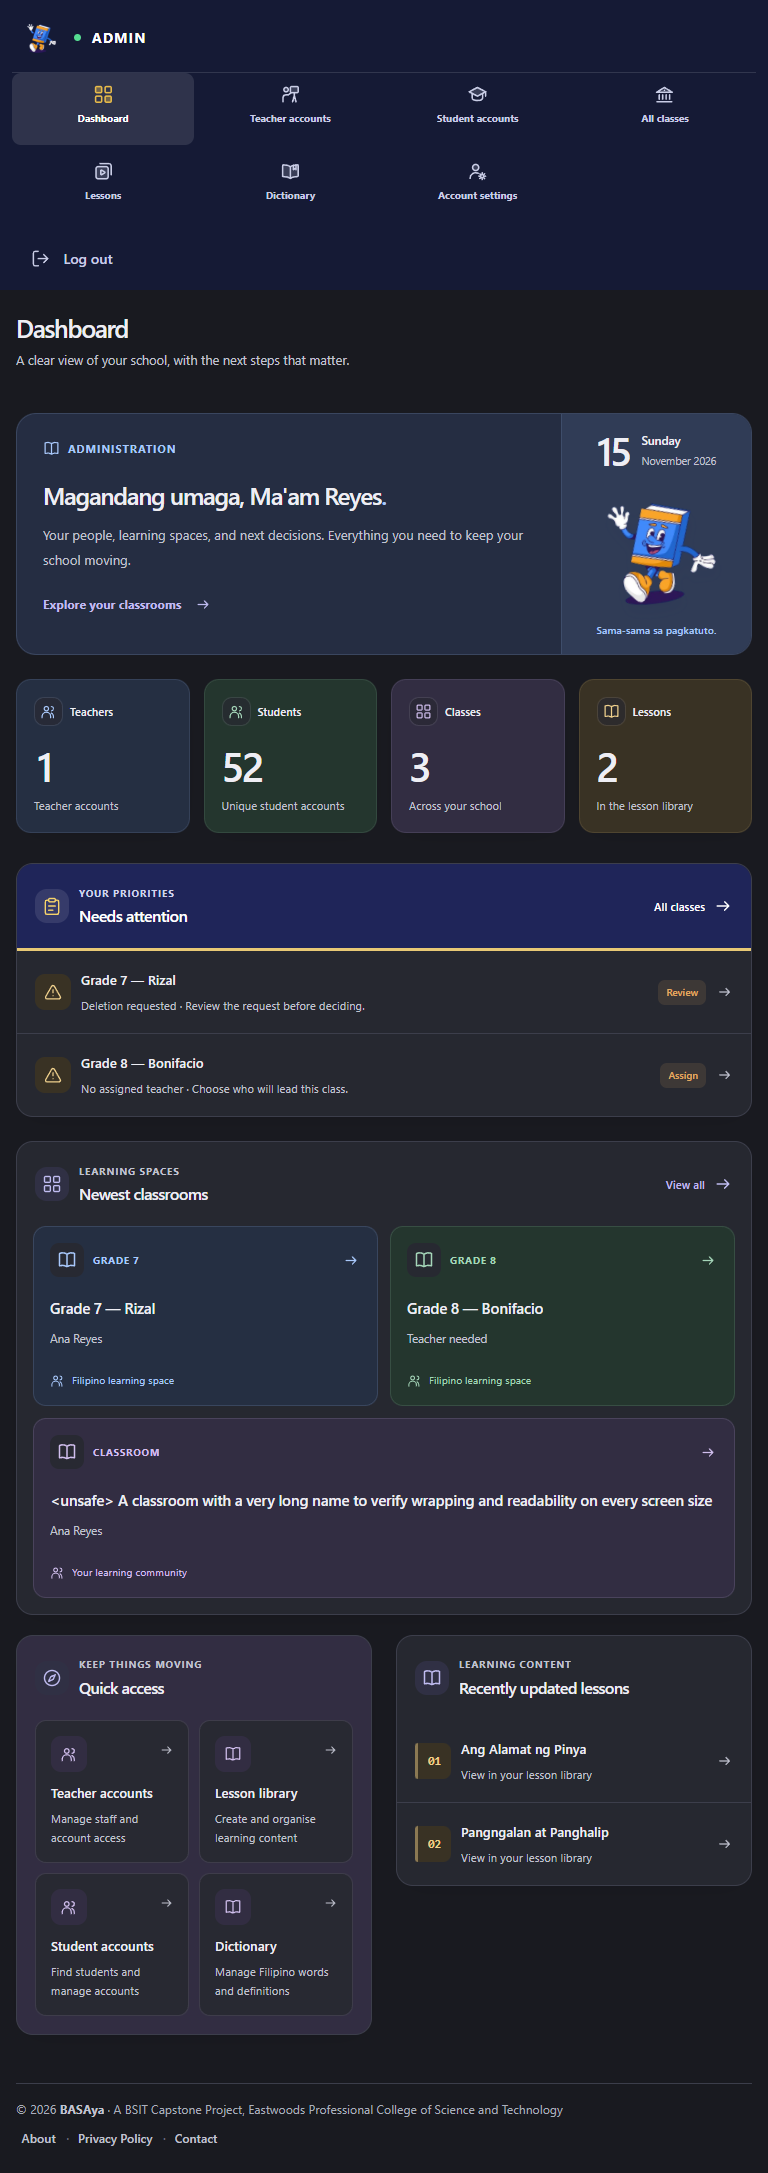 ADMIN
Dashboard
Teacher accounts
Student accounts
All classes
Lessons
Dictionary
Account settings
Log out
Dashboard
A clear view of your school, with the next steps that matter.
ADMINISTRATION
Magandang umaga, Ma'am Reyes.
Your people, learning spaces, and next decisions. Everything you need to keep your
school moving.
Explore your classrooms
15
Sunday
November 2026
Sama-sama sa pagkatuto.
Teachers
1
Teacher accounts
Students
52
Unique student accounts
Classes
3
Across your school
Lessons
2
In the lesson library
YOUR PRIORITIES
Needs attention
All classes
Grade 7 — Rizal
Deletion requested · Review the request before deciding.
Review
Grade 8 — Bonifacio
No assigned teacher · Choose who will lead this class.
Assign
LEARNING SPACES
Newest classrooms
View all
GRADE 7
Grade 7 — Rizal
Ana Reyes
Filipino learning space
GRADE 8
Grade 8 — Bonifacio
Teacher needed
Filipino learning space
CLASSROOM
<unsafe> A classroom with a very long name to verify wrapping and readability on every screen size
Ana Reyes
Your learning community
KEEP THINGS MOVING
Quick access
Teacher accounts
Manage staff and
account access
Lesson library
Create and organise
learning content
Student accounts
Find students and
manage accounts
Dictionary
Manage Filipino words
and definitions
LEARNING CONTENT
Recently updated lessons
01
Ang Alamat ng Pinya
View in your lesson library
02
Pangngalan at Panghalip
View in your lesson library
© 2026 BASAya · A BSIT Capstone Project, Eastwoods Professional College of Science and Technology
About · Privacy Policy · Contact